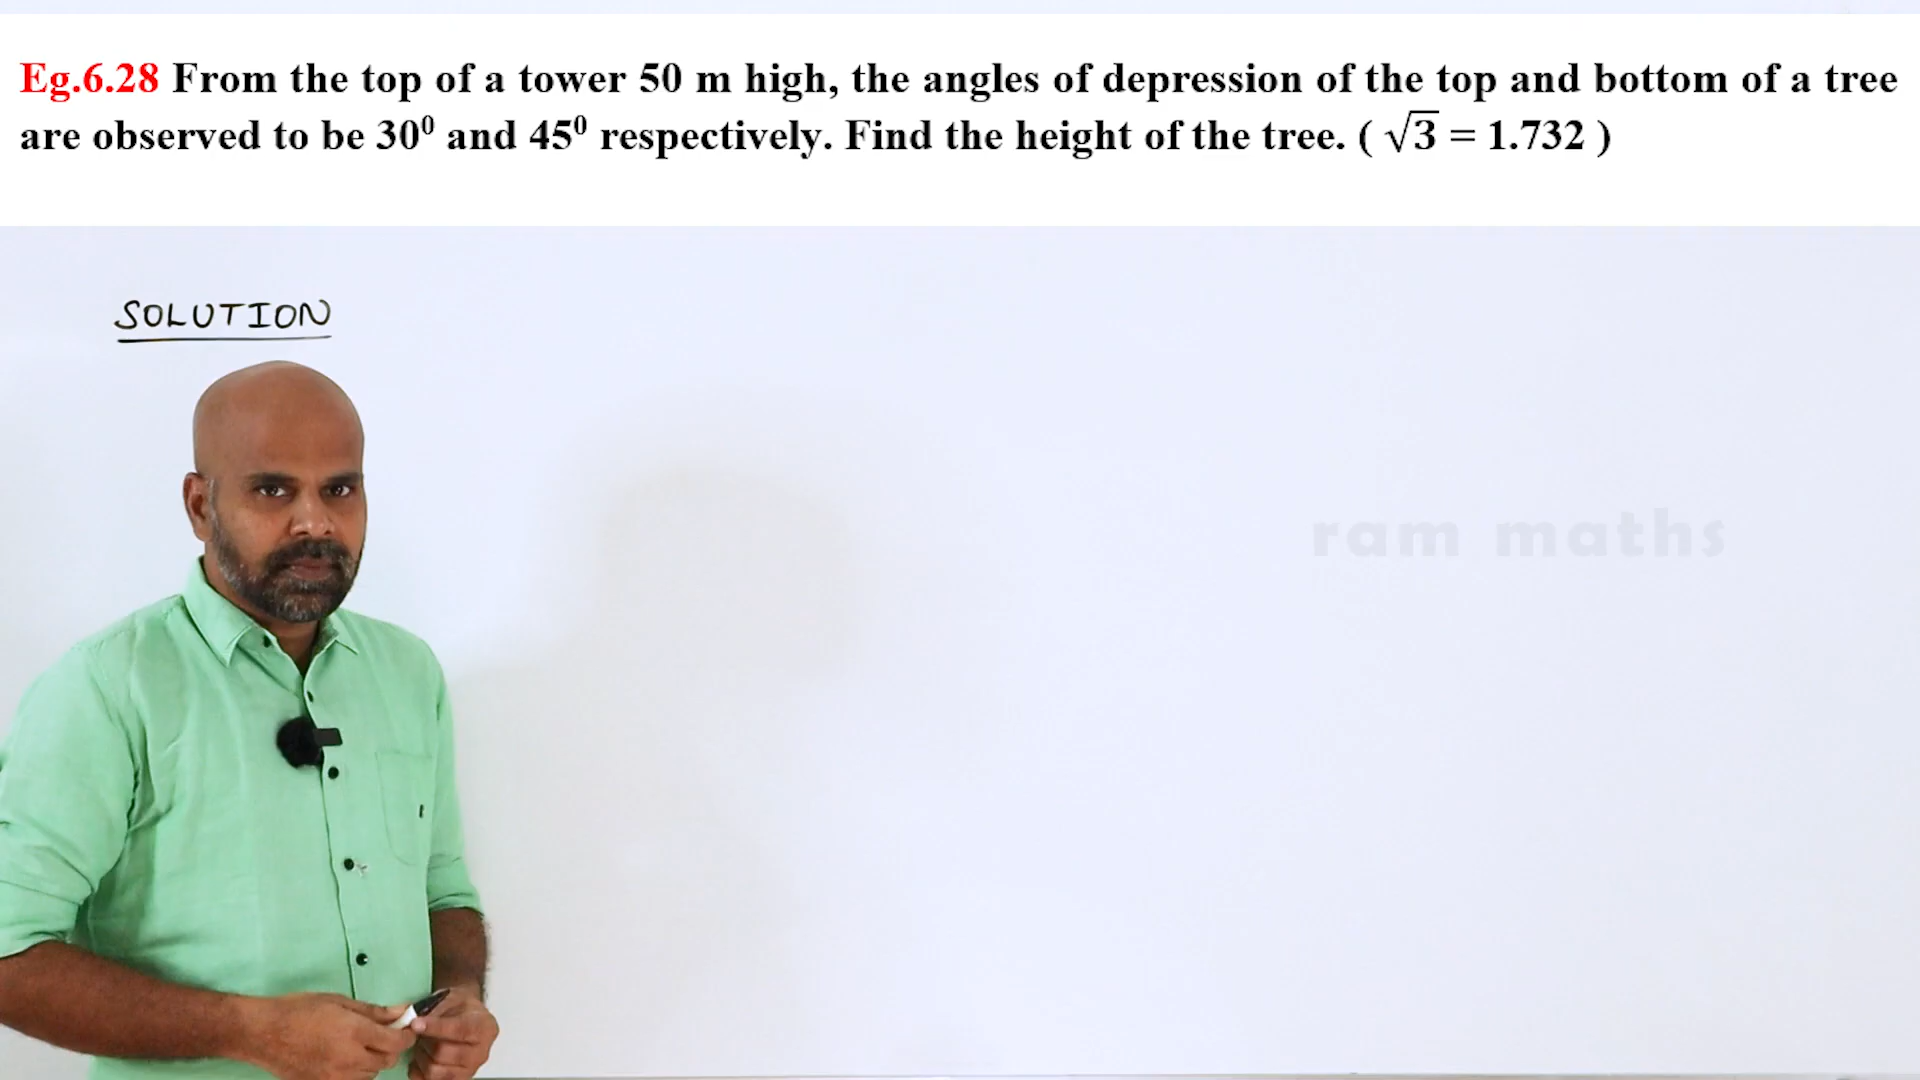 Eg.6.28 From the top of a tower 50 m high, the angles of depression of the top and bottom of a tree
are observed to be 30⁰ and 45⁰ respectively. Find the height of the tree. ( √3 = 1.732 )
SOLUTION
ram maths